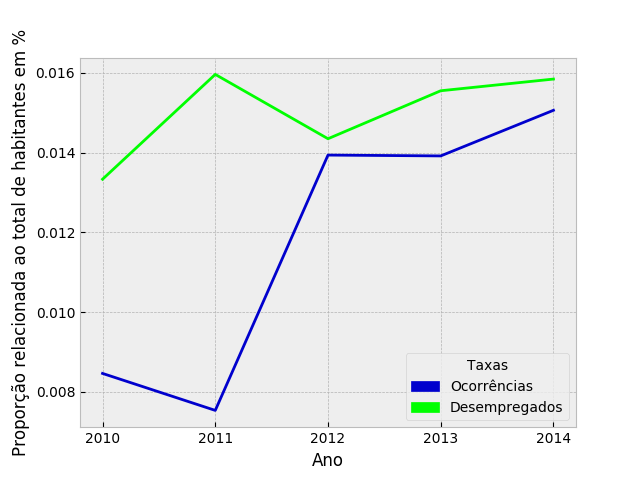 Proporção relacionada ao total de habitantes em %
0.016
0.014
0.012
0.010
0.008
2010 2011 2012 2013 2014
Ano
Taxas
Ocorrências
Desempregados